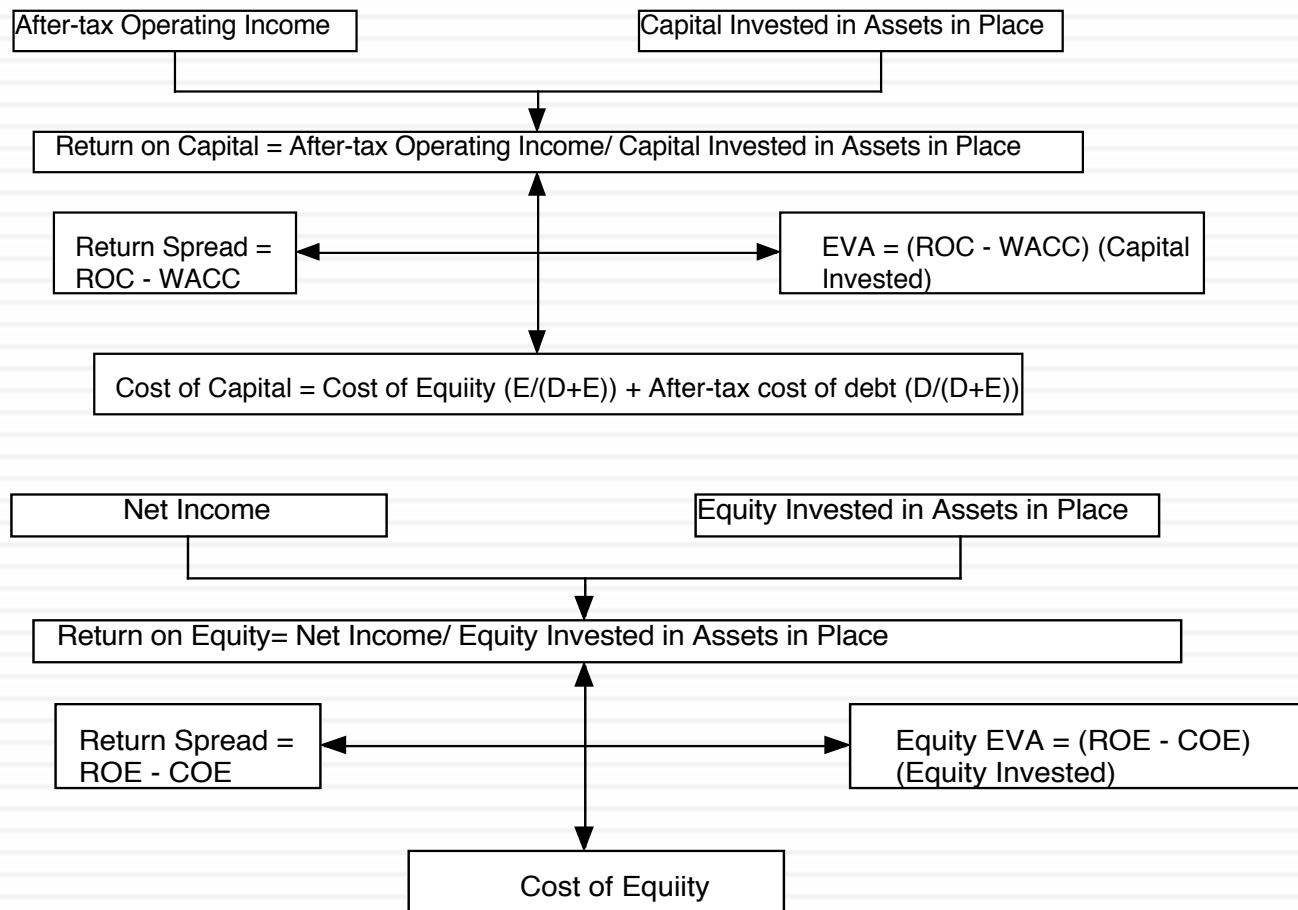 After-tax Operating Income
Capital Invested in Assets in Place
Return on Capital = After-tax Operating Income/ Capital Invested in Assets in Place
Return Spread =
ROC - WACC
EVA = (ROC - WACC) (Capital
Invested)
Cost of Capital = Cost of Equiity (E/(D+E)) + After-tax cost of debt (D/(D+E))
Net Income
Equity Invested in Assets in Place
Return on Equity= Net Income/ Equity Invested in Assets in Place
Return Spread =
ROE - COE
Equity EVA = (ROE - COE)
(Equity Invested)
Cost of Equiity